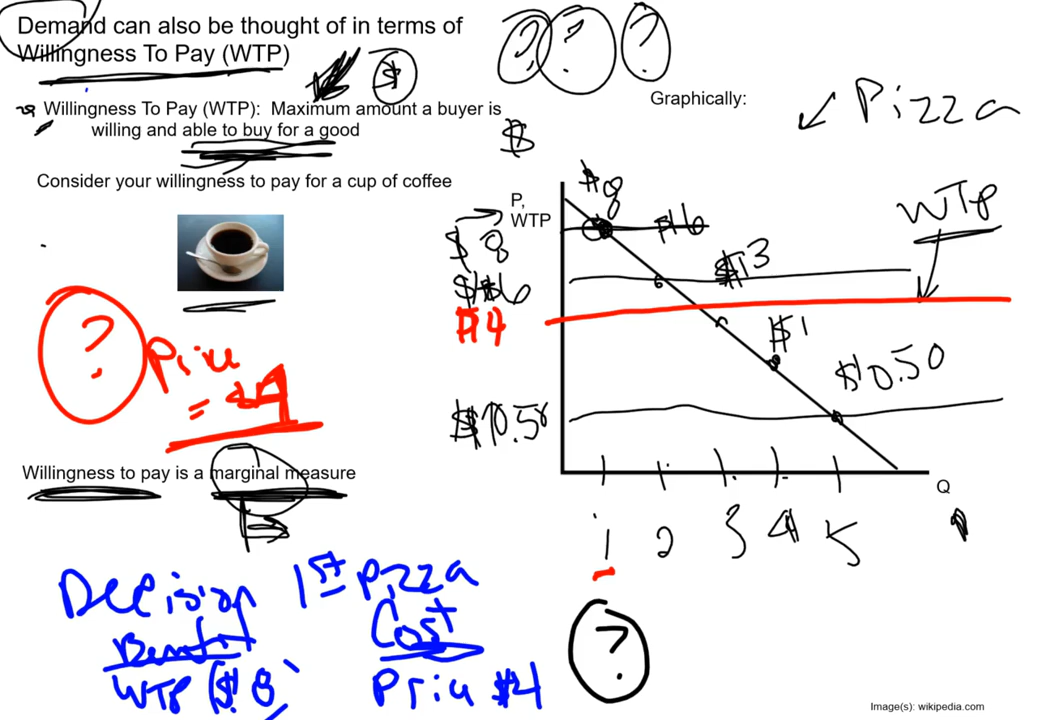 Demand can also be thought of in terms of
Willingness To Pay (WTP)
$
? ? ?
Willingness To Pay (WTP): Maximum amount a buyer is
willing and able to buy for a good
Consider your willingness to pay for a cup of coffee
?
Price
= $4
Willingness to pay is a marginal measure
Decision 1st Pizza
Benefit Cost
WTP ($8) Price $4
Graphically:
Pizza
$
P,
WTP
WTP
$8
$6
$8
$6
$3
$4
$1
$0.50
$0.50
Q
1 2 3 4 5
?
Image(s): wikipedia.com